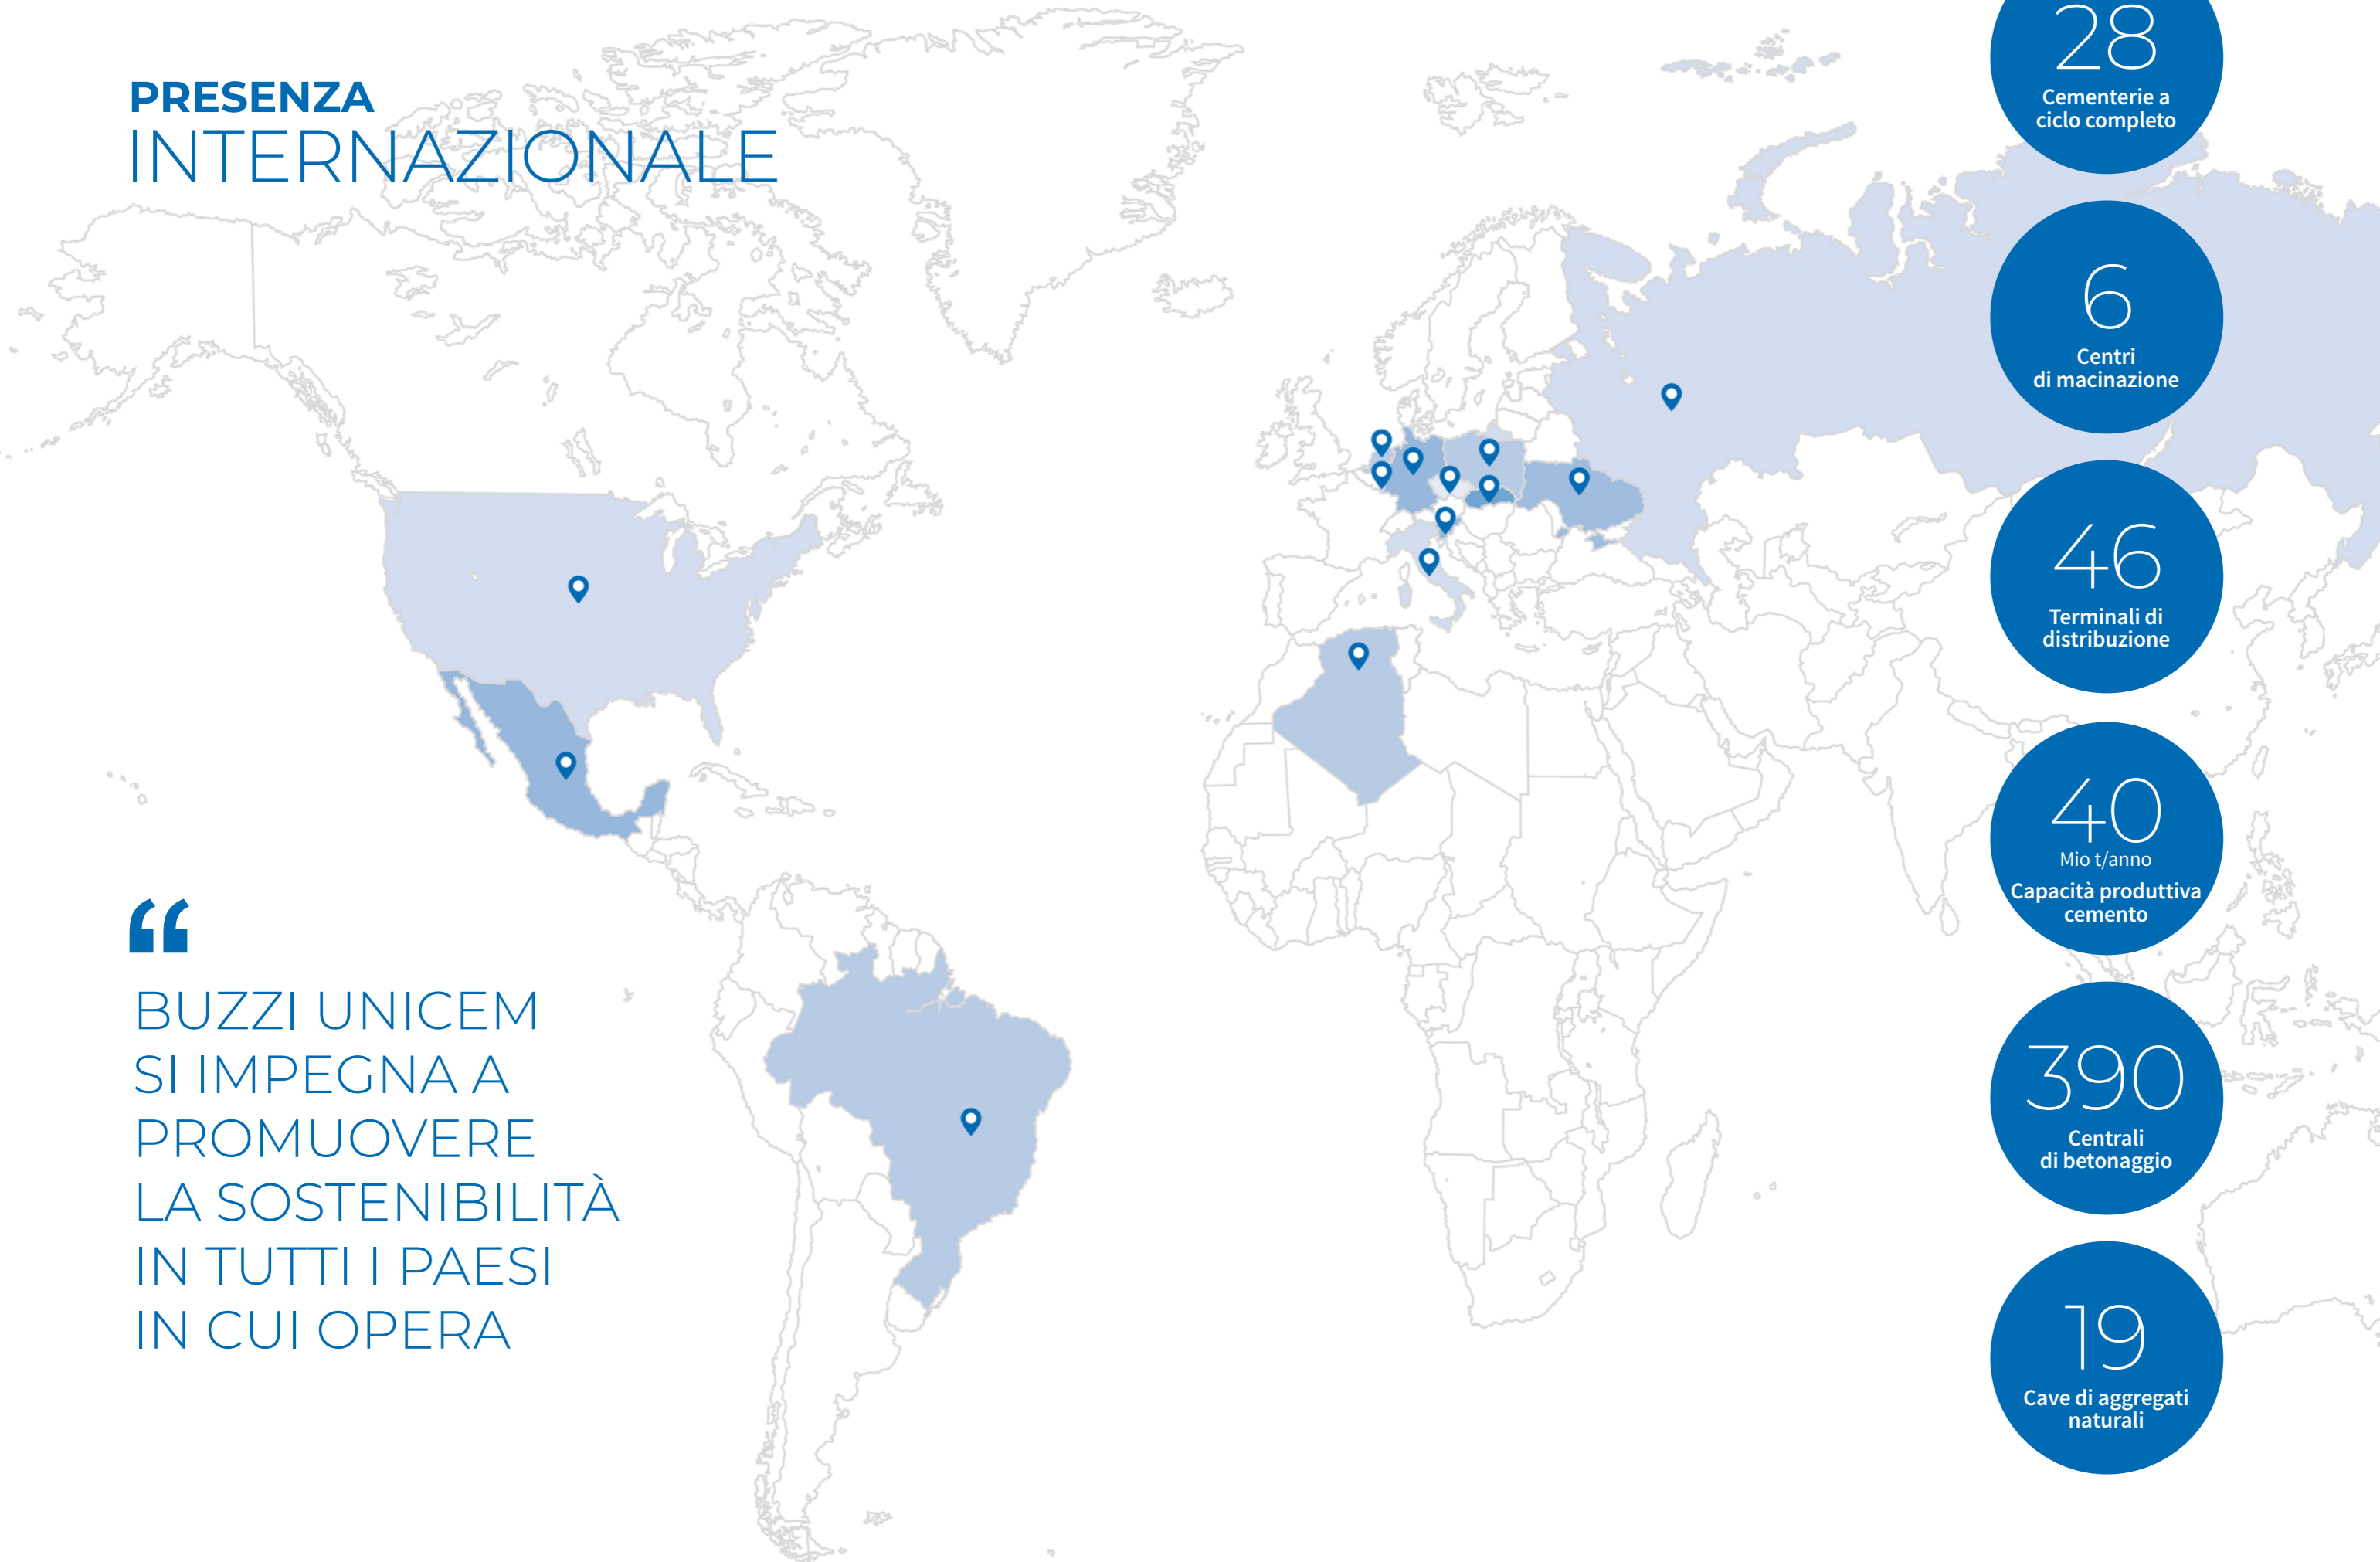 PRESENZA
INTERNAZIONALE
“
BUZZI UNICEM
SI IMPEGNA A
PROMUOVERE
LA SOSTENIBILITÀ
IN TUTTI I PAESI
IN CUI OPERA
28
Cementerie a
ciclo completo
6
Centri
di macinazione
46
Terminali di
distribuzione
40
Mio t/anno
Capacità produttiva
cemento
390
Centrali
di betonaggio
19
Cave di aggregati
naturali